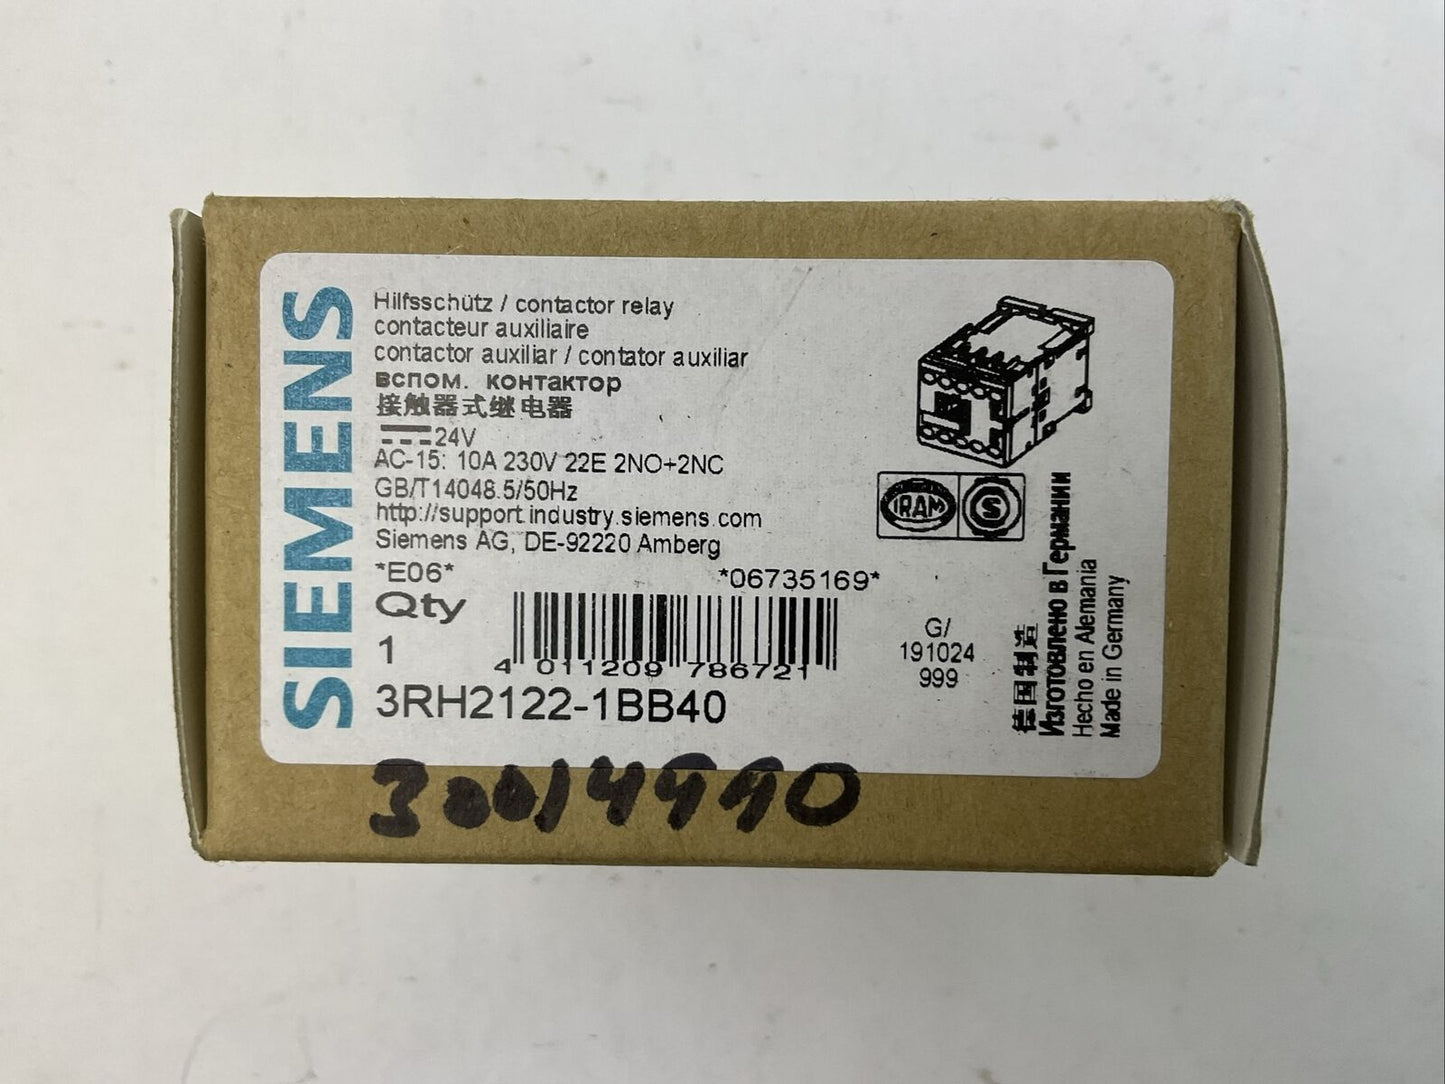 SIEMENS
Hilfsschütz / contactor relay
contacteur auxiliaire
contactor auxiliar / contator auxiliar
вспом. контактор
接触器式继电器
24V
AC-15: 10A 230V 22E 2NO+2NC
GB/T14048.5/50Hz
http://support.industry.siemens.com
Siemens AG, DE-92220 Amberg
*E06* *06735169*
Qty
1
4 011209 786721
3RH2122-1BB40
IRAM S
G/
191024
999
德国制造
Изготовлено в Германии
Hecho en Alemania
Made in Germany